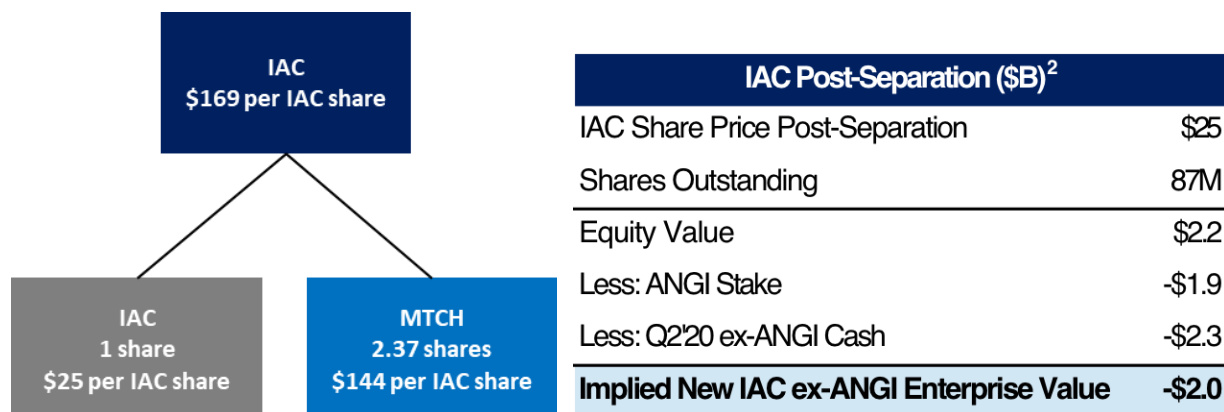 IAC
$169 per IAC share
IAC
1 share
$25 per IAC share
MTCH
2.37 shares
$144 per IAC share
IAC Post-Separation ($B)²
IAC Share Price Post-Separation $25
Shares Outstanding 87M
Equity Value $2.2
Less: ANGI Stake -$1.9
Less: Q2'20 ex-ANGI Cash -$2.3
Implied New IAC ex-ANGI Enterprise Value -$2.0